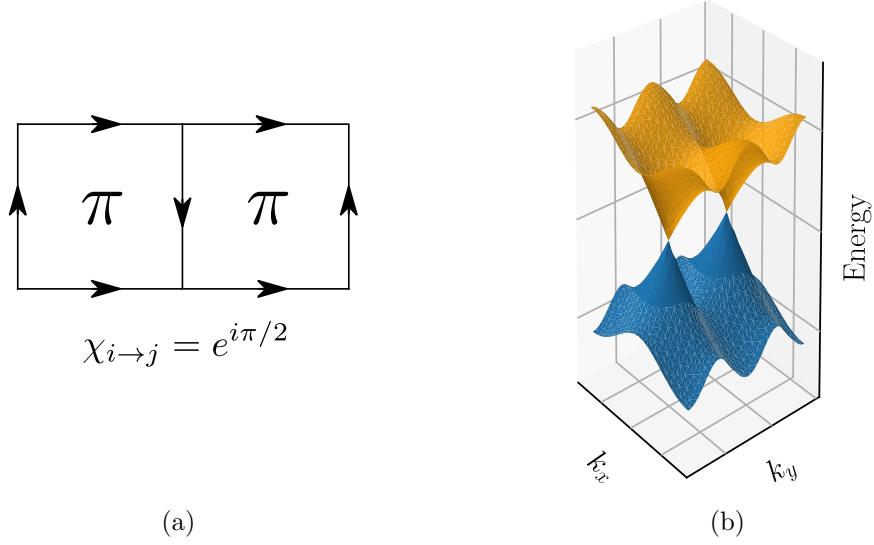 π π
χ_{i→j} = e^{iπ/2}
Energy
k_x
k_y
(a)
(b)